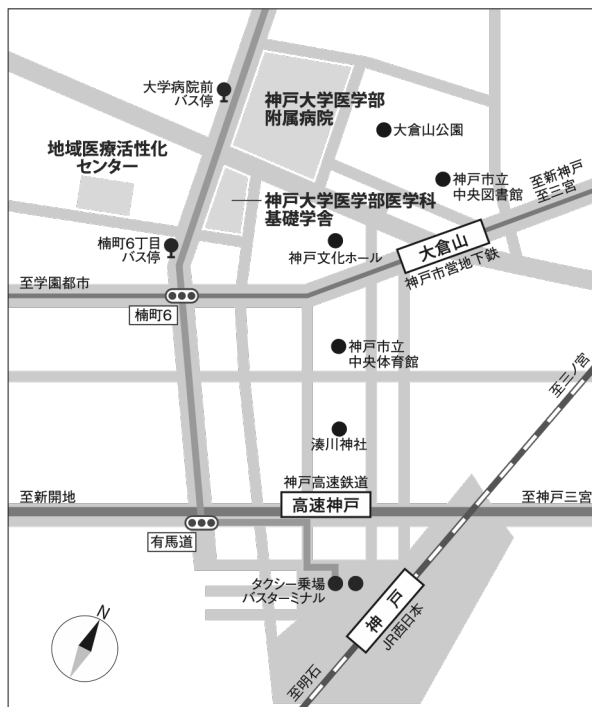 大学病院前
バス停
神戸大学医学部
附属病院
大倉山公園
地域医療活性化
センター
神戸市立
中央図書館
至新神戸
至三宮
神戸大学医学部医学科
基礎学舎
楠町6丁目
バス停
神戸文化ホール
大倉山
神戸市営地下鉄
至学園都市
楠町6
神戸市立
中央体育館
至三ノ宮
湊川神社
神戸高速鉄道
至新開地
高速神戸
至神戸三宮
有馬道
タクシー乗場
バスターミナル
神戸
JR西日本
至明石
N